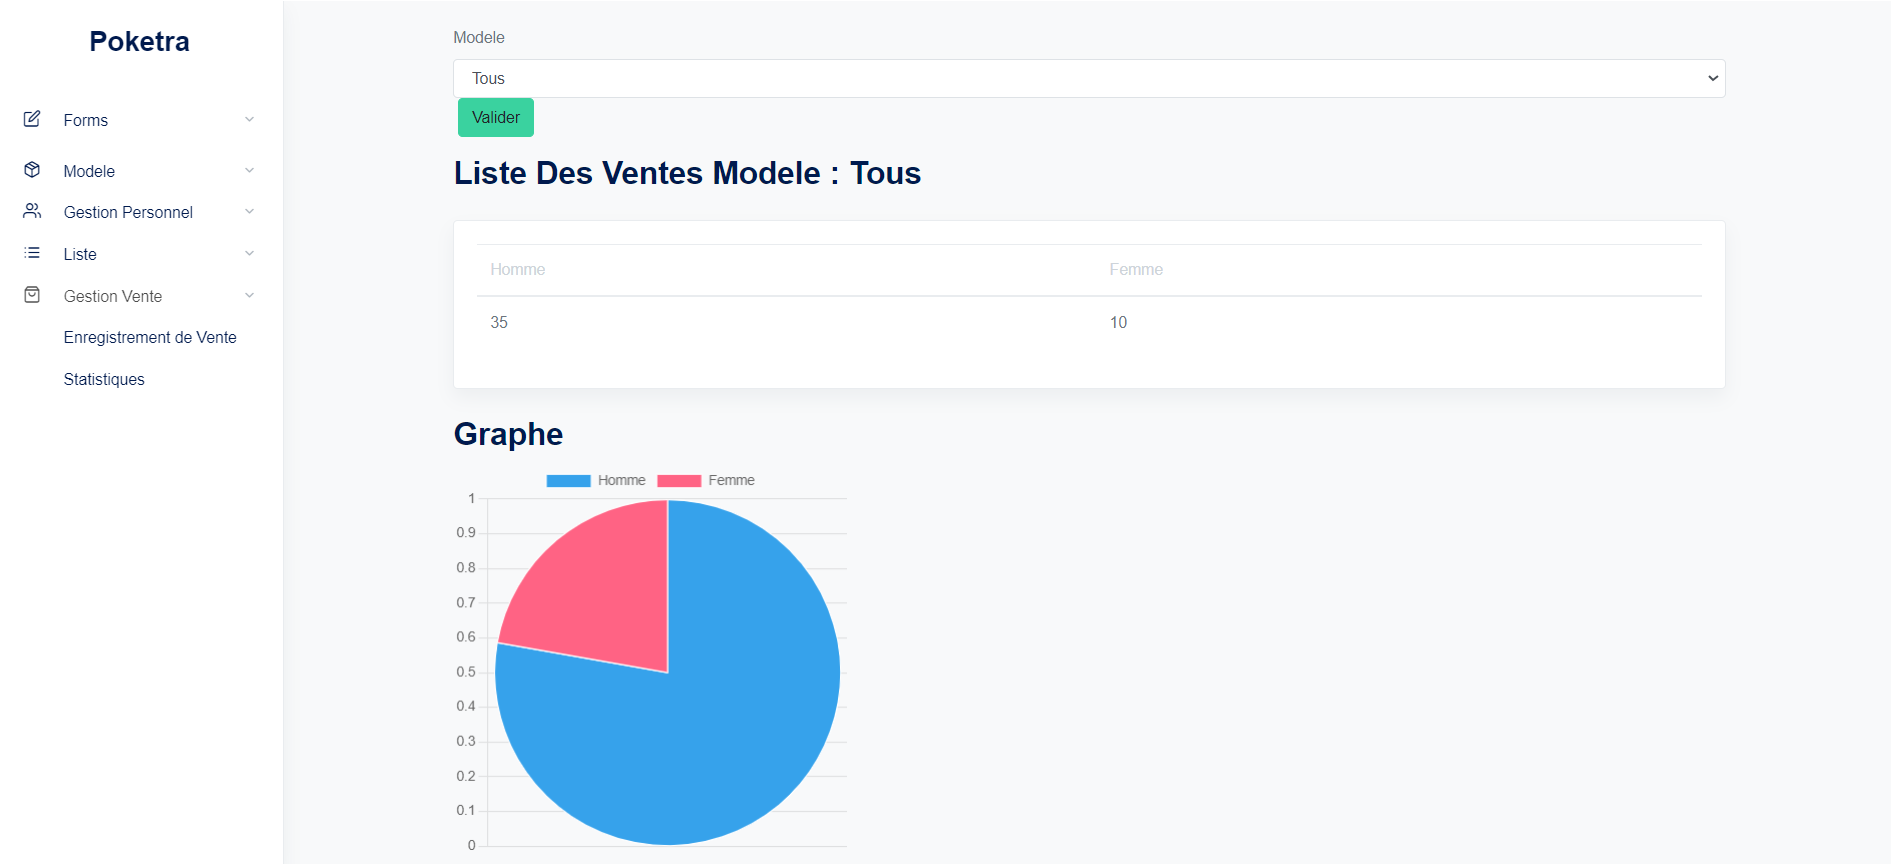 Poketra
Forms
Modele
Gestion Personnel
Liste
Gestion Vente
Enregistrement de Vente
Statistiques
Modele
Tous
Valider
Liste Des Ventes Modele : Tous
Homme Femme
35 10
Graphe
Homme Femme
1
0.9
0.8
0.7
0.6
0.5
0.4
0.3
0.2
0.1
0